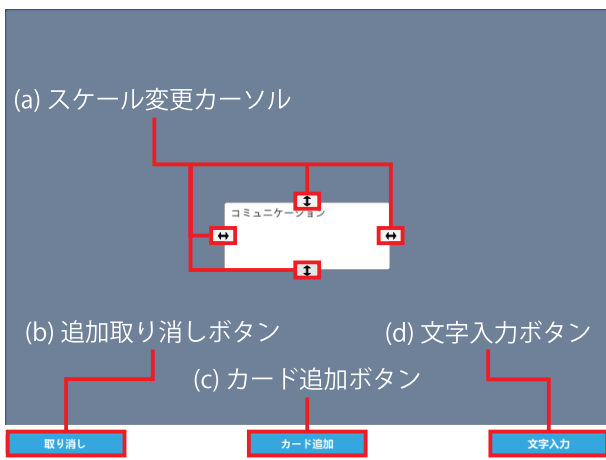 (a) スケール変更カーソル
コミュニケーション
(b) 追加取り消しボタン
(d) 文字入力ボタン
(c) カード追加ボタン
取り消し
カード追加
文字入力